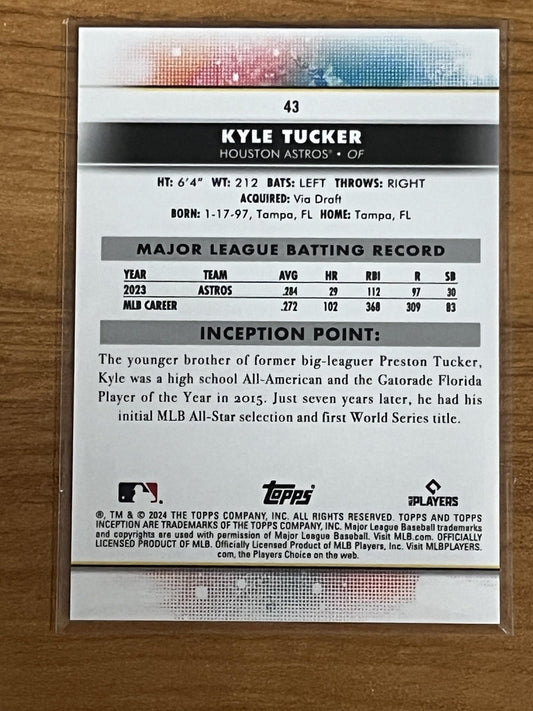 43
KYLE TUCKER
HOUSTON ASTROS® • OF
HT: 6'4" WT: 212 BATS: LEFT THROWS: RIGHT
ACQUIRED: Via Draft
BORN: 1-17-97, Tampa, FL HOME: Tampa, FL
MAJOR LEAGUE BATTING RECORD
YEAR TEAM AVG HR RBI R SB
2023 ASTROS .284 29 112 97 30
MLB CAREER .272 102 368 309 83
INCEPTION POINT:
The younger brother of former big-leaguer Preston Tucker,
Kyle was a high school All-American and the Gatorade Florida
Player of the Year in 2015. Just seven years later, he had his
initial MLB All-Star selection and first World Series title.
topps
MLB PLAYERS
®, TM & © 2024 THE TOPPS COMPANY, INC. ALL RIGHTS RESERVED. TOPPS AND TOPPS
INCEPTION ARE TRADEMARKS OF THE TOPPS COMPANY, INC. Major League Baseball trademarks
and copyrights are used with permission of Major League Baseball. Visit MLB.com. OFFICIALLY
LICENSED PRODUCT OF MLB. Officially Licensed Product of MLB Players, Inc. Visit MLBPLAYERS.
com, the Players Choice on the web.